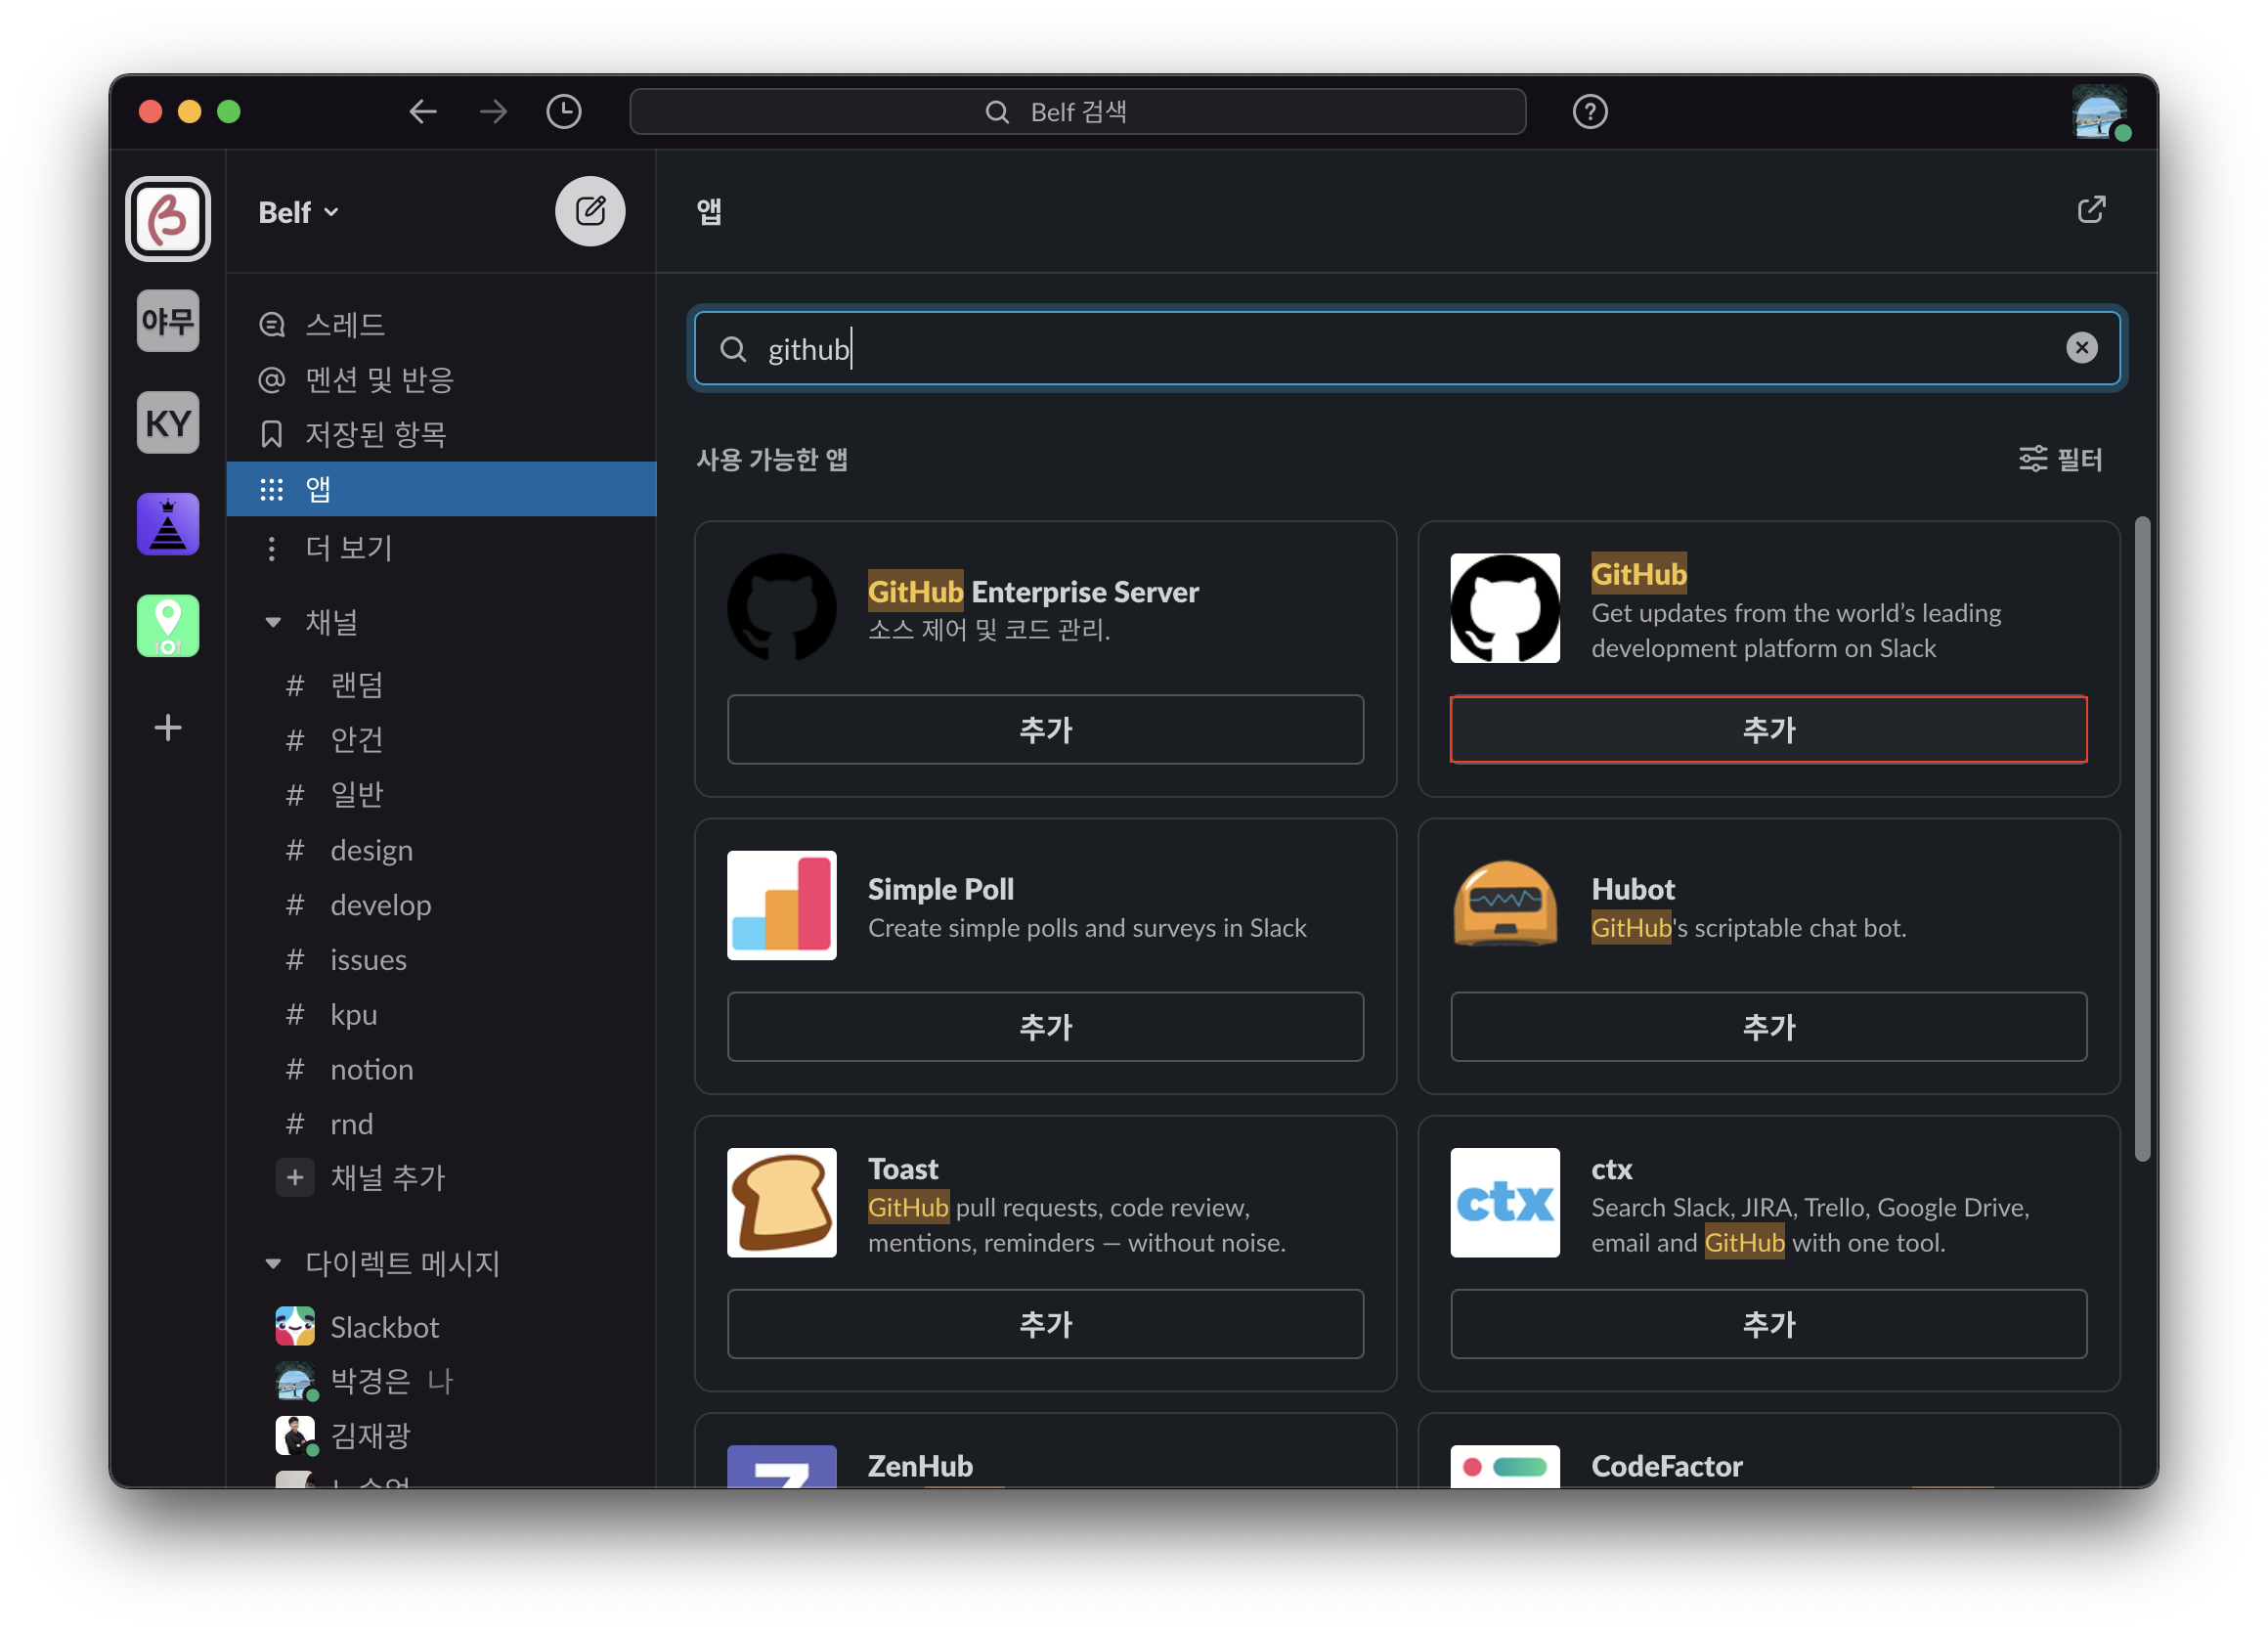 Belf 검색
Belf
야무
KY
스레드
멘션 및 반응
저장된 항목
앱
더 보기
채널
# 랜덤
# 안건
# 일반
# design
# develop
# issues
# kpu
# notion
# rnd
+ 채널 추가
다이렉트 메시지
Slackbot
박경은 나
김재광
앱
github
사용 가능한 앱
필터
GitHub Enterprise Server
소스 제어 및 코드 관리.
추가
GitHub
Get updates from the world’s leading
development platform on Slack
추가
Simple Poll
Create simple polls and surveys in Slack
추가
Hubot
GitHub's scriptable chat bot.
추가
Toast
GitHub pull requests, code review,
mentions, reminders — without noise.
추가
ctx
ctx
Search Slack, JIRA, Trello, Google Drive,
email and GitHub with one tool.
추가
ZenHub
CodeFactor